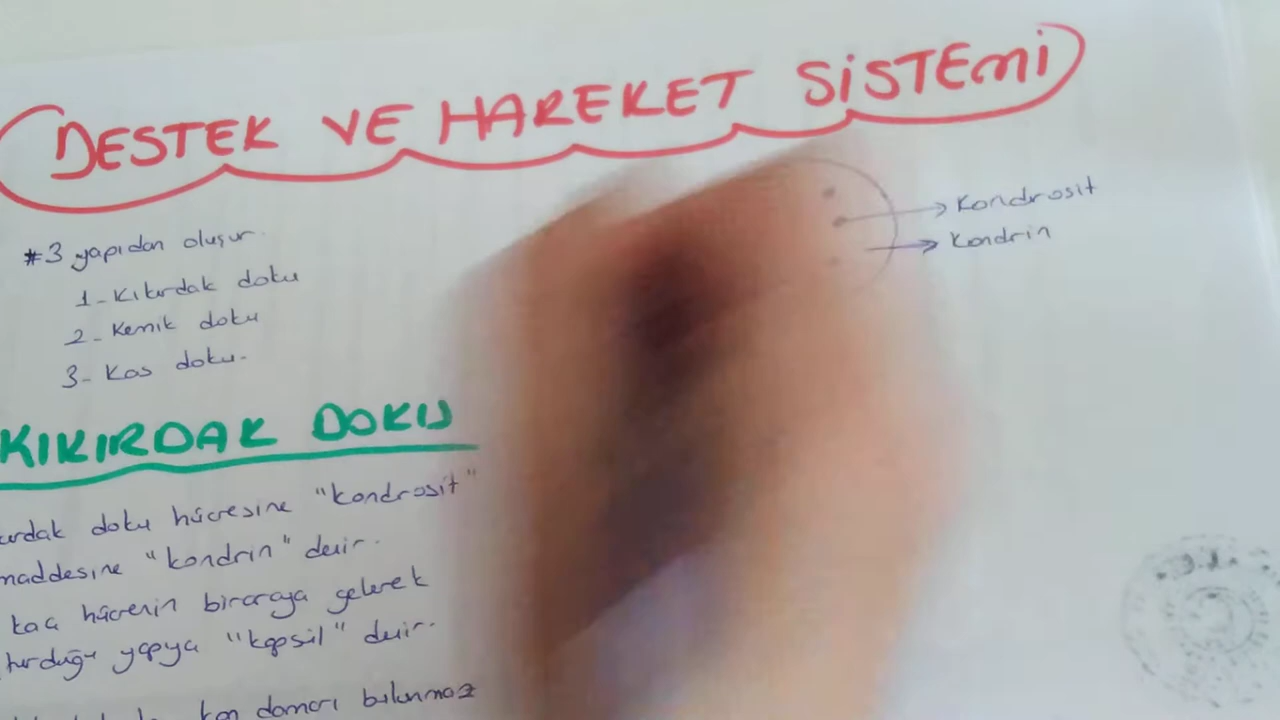 DESTEK VE HAREKET SİSTEMİ
#3 yapıdan oluşur.
1- Kıkırdak doku
2- Kemik doku
3- Kas doku.
Kondrosit
Kondrin
KIKIRDAK DOKU
doku hücresine "kondrosit"
maddesine "kondrin" denir.
kaç hücrenin biraraya gelerek
yapıya "kapsül" denir.
kan damarı bulunmaz